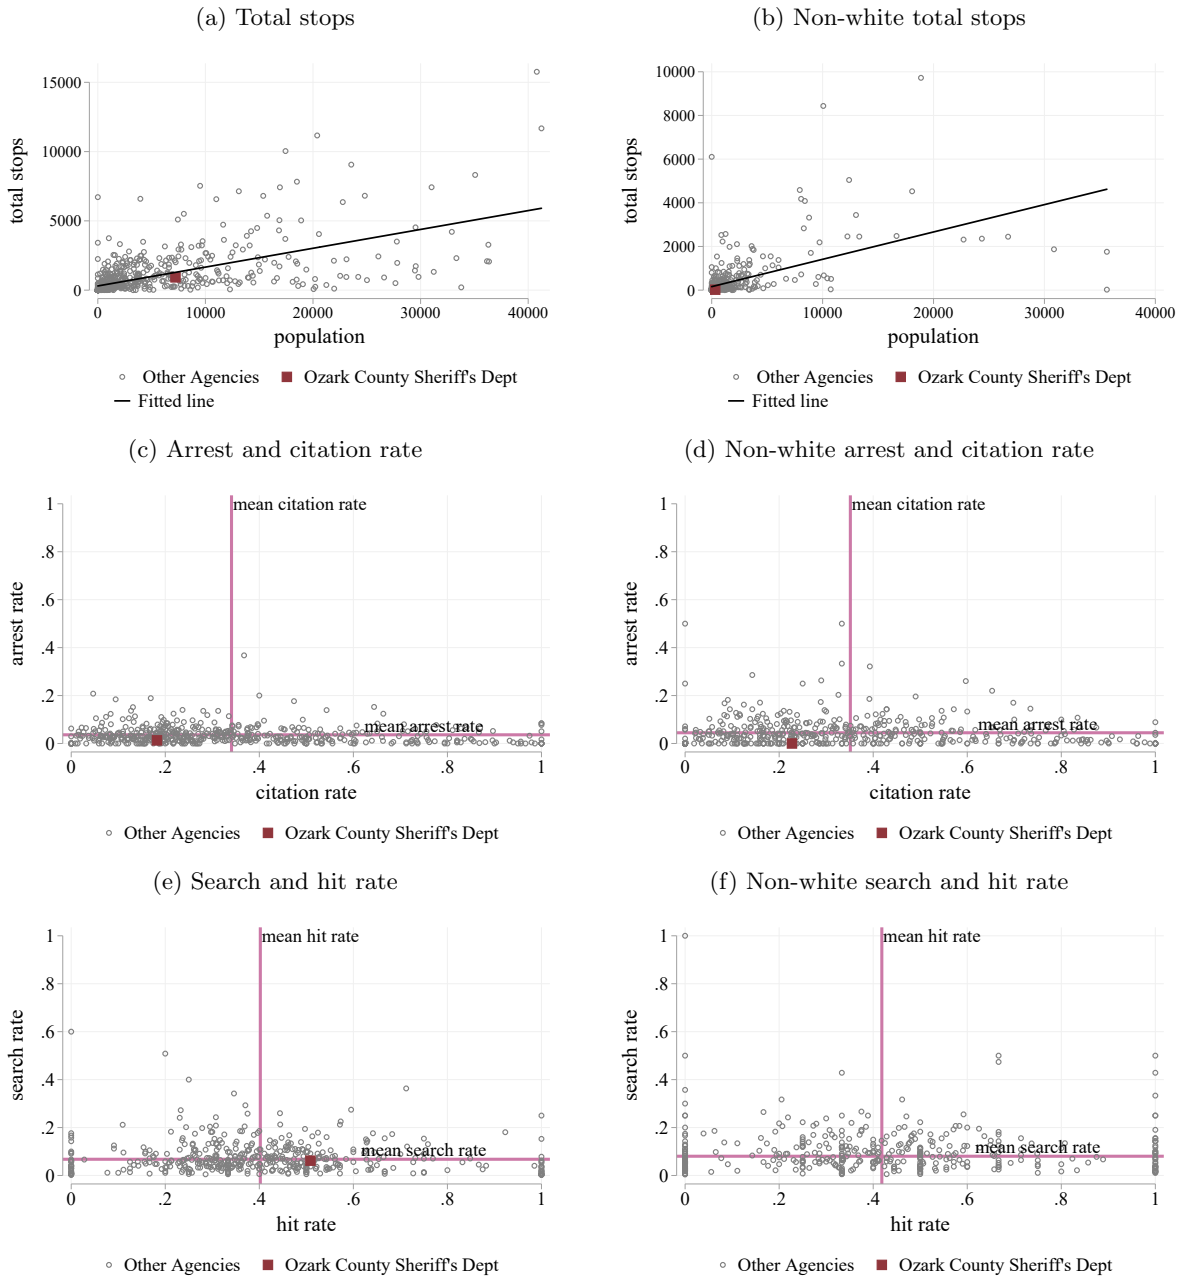 (a) Total stops
(b) Non-white total stops
total stops
15000
10000
5000
0
0 10000 20000 30000 40000
population
Other Agencies Ozark County Sheriff's Dept
Fitted line
total stops
10000
8000
6000
4000
2000
0
0 10000 20000 30000 40000
population
Other Agencies Ozark County Sheriff's Dept
Fitted line
(c) Arrest and citation rate
(d) Non-white arrest and citation rate
arrest rate
1
.8
.6
.4
.2
0
mean citation rate
mean arrest rate
0 .2 .4 .6 .8 1
citation rate
Other Agencies Ozark County Sheriff's Dept
arrest rate
1
.8
.6
.4
.2
0
mean citation rate
mean arrest rate
0 .2 .4 .6 .8 1
citation rate
Other Agencies Ozark County Sheriff's Dept
(e) Search and hit rate
(f) Non-white search and hit rate
search rate
1
.8
.6
.4
.2
0
mean hit rate
mean search rate
0 .2 .4 .6 .8 1
hit rate
Other Agencies Ozark County Sheriff's Dept
search rate
1
.8
.6
.4
.2
0
mean hit rate
mean search rate
0 .2 .4 .6 .8 1
hit rate
Other Agencies Ozark County Sheriff's Dept